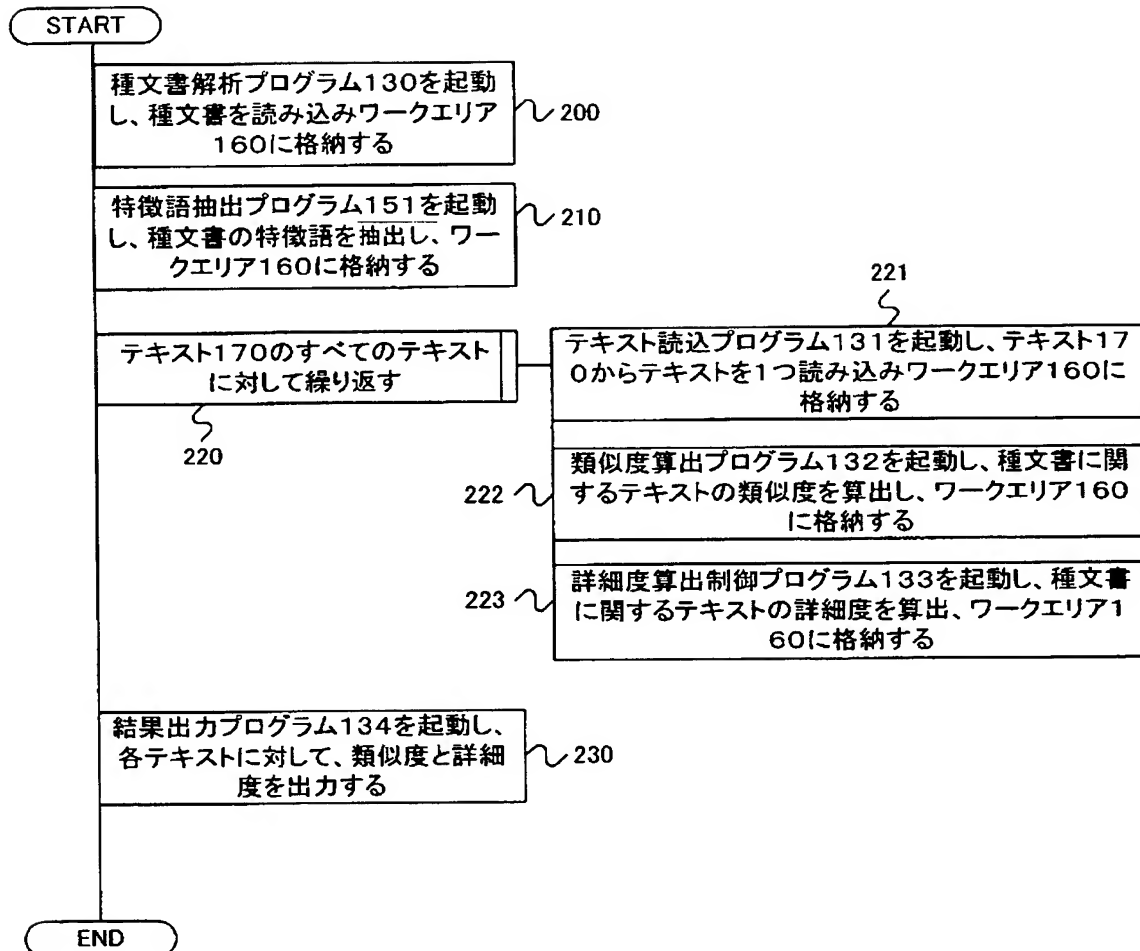 START
種文書解析プログラム130を起動
し、種文書を読み込みワークエリア
160に格納する
200
特徴語抽出プログラム151を起動
し、種文書の特徴語を抽出し、ワー
クエリア160に格納する
210
テキスト170のすべてのテキスト
に対して繰り返す
220
221
テキスト読込プログラム131を起動し、テキスト17
0からテキストを1つ読み込みワークエリア160に
格納する
222
類似度算出プログラム132を起動し、種文書に関
するテキストの類似度を算出し、ワークエリア160
に格納する
223
詳細度算出制御プログラム133を起動し、種文書
に関するテキストの詳細度を算出、ワークエリア1
60に格納する
結果出力プログラム134を起動し、
各テキストに対して、類似度と詳細
度を出力する
230
END